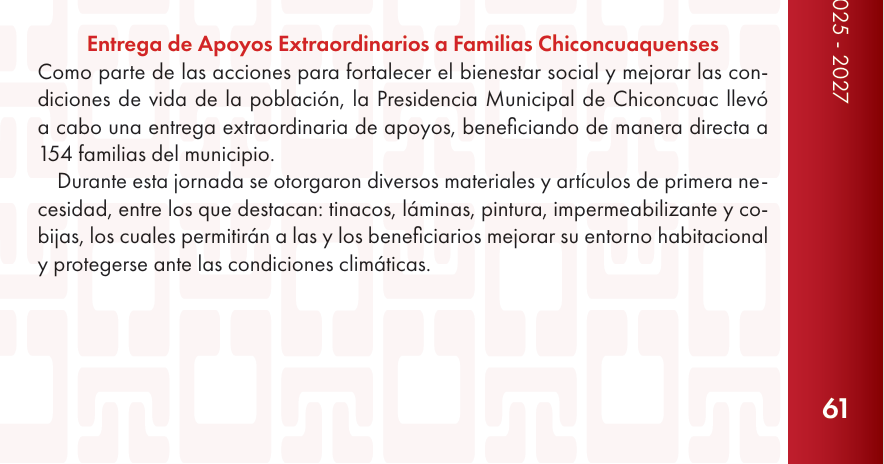 Entrega de Apoyos Extraordinarios a Familias Chiconcuaquenses
Como parte de las acciones para fortalecer el bienestar social y mejorar las con-
diciones de vida de la población, la Presidencia Municipal de Chiconcuac llevó
a cabo una entrega extraordinaria de apoyos, beneficiando de manera directa a
154 familias del municipio.
Durante esta jornada se otorgaron diversos materiales y artículos de primera ne-
cesidad, entre los que destacan: tinacos, láminas, pintura, impermeabilizante y co-
bijas, los cuales permitirán a las y los beneficiarios mejorar su entorno habitacional
y protegerse ante las condiciones climáticas.
025 - 2027
61